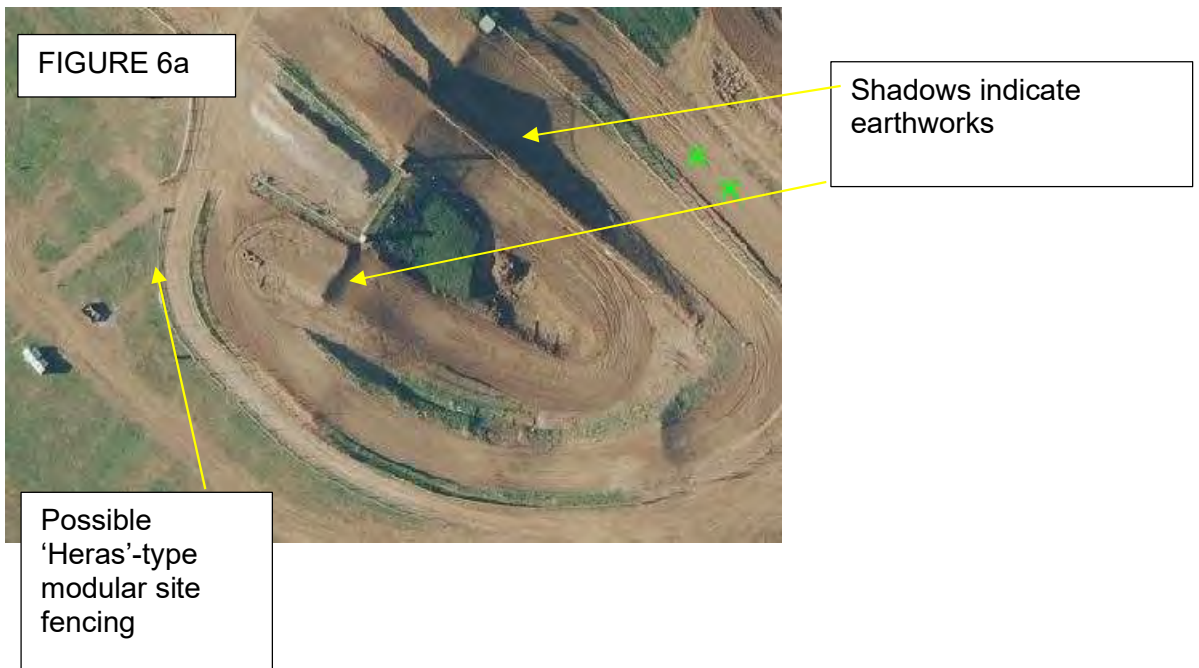 FIGURE 6a
Shadows indicate
earthworks
Possible
‘Heras’-type
modular site
fencing